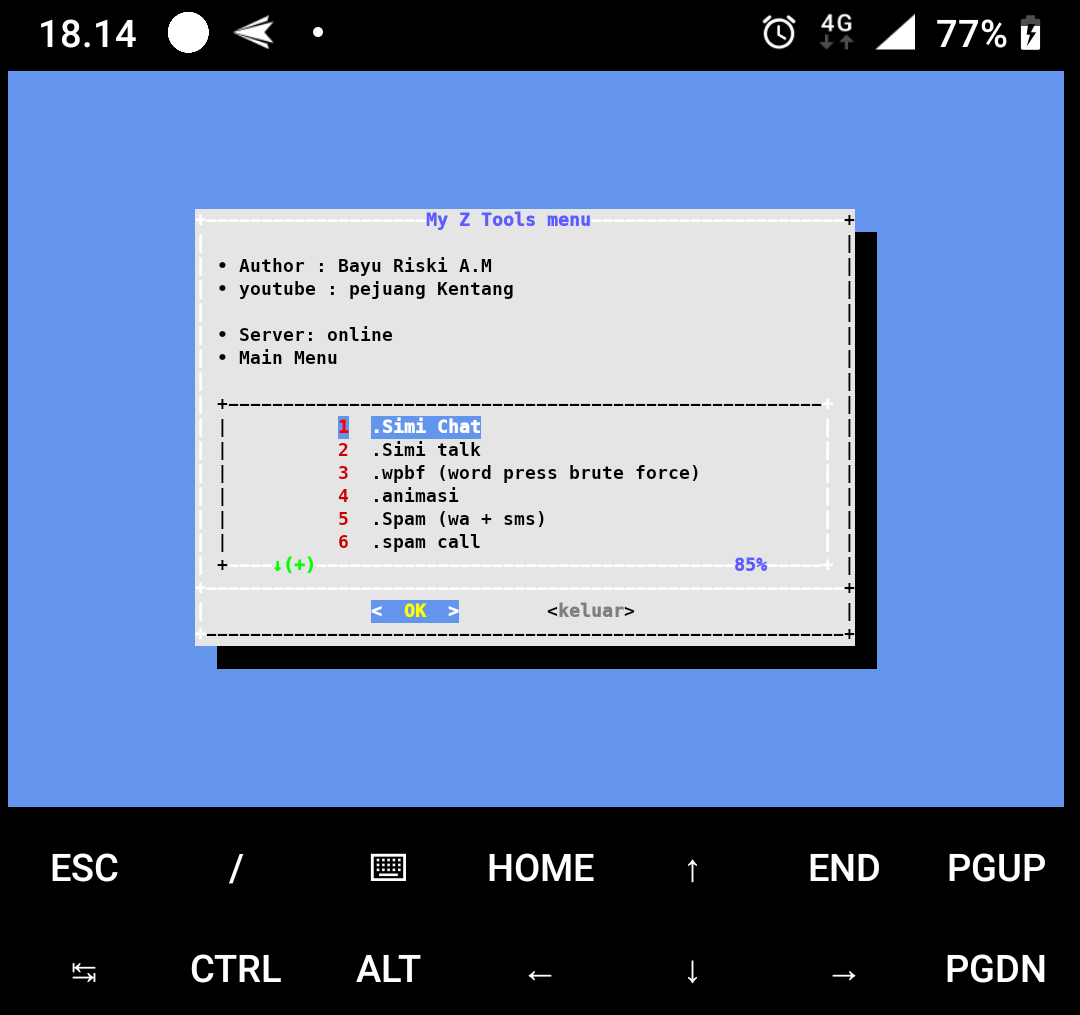 18.14 4G 77%
My Z Tools menu
• Author : Bayu Riski A.M
• youtube : pejuang Kentang
• Server: online
• Main Menu
1 .Simi Chat
2 .Simi talk
3 .wpbf (word press brute force)
4 .animasi
5 .Spam (wa + sms)
6 .spam call
↓(+) 85%
< OK > <keluar>
ESC / HOME ↑ END PGUP
↹ CTRL ALT ← ↓ → PGDN